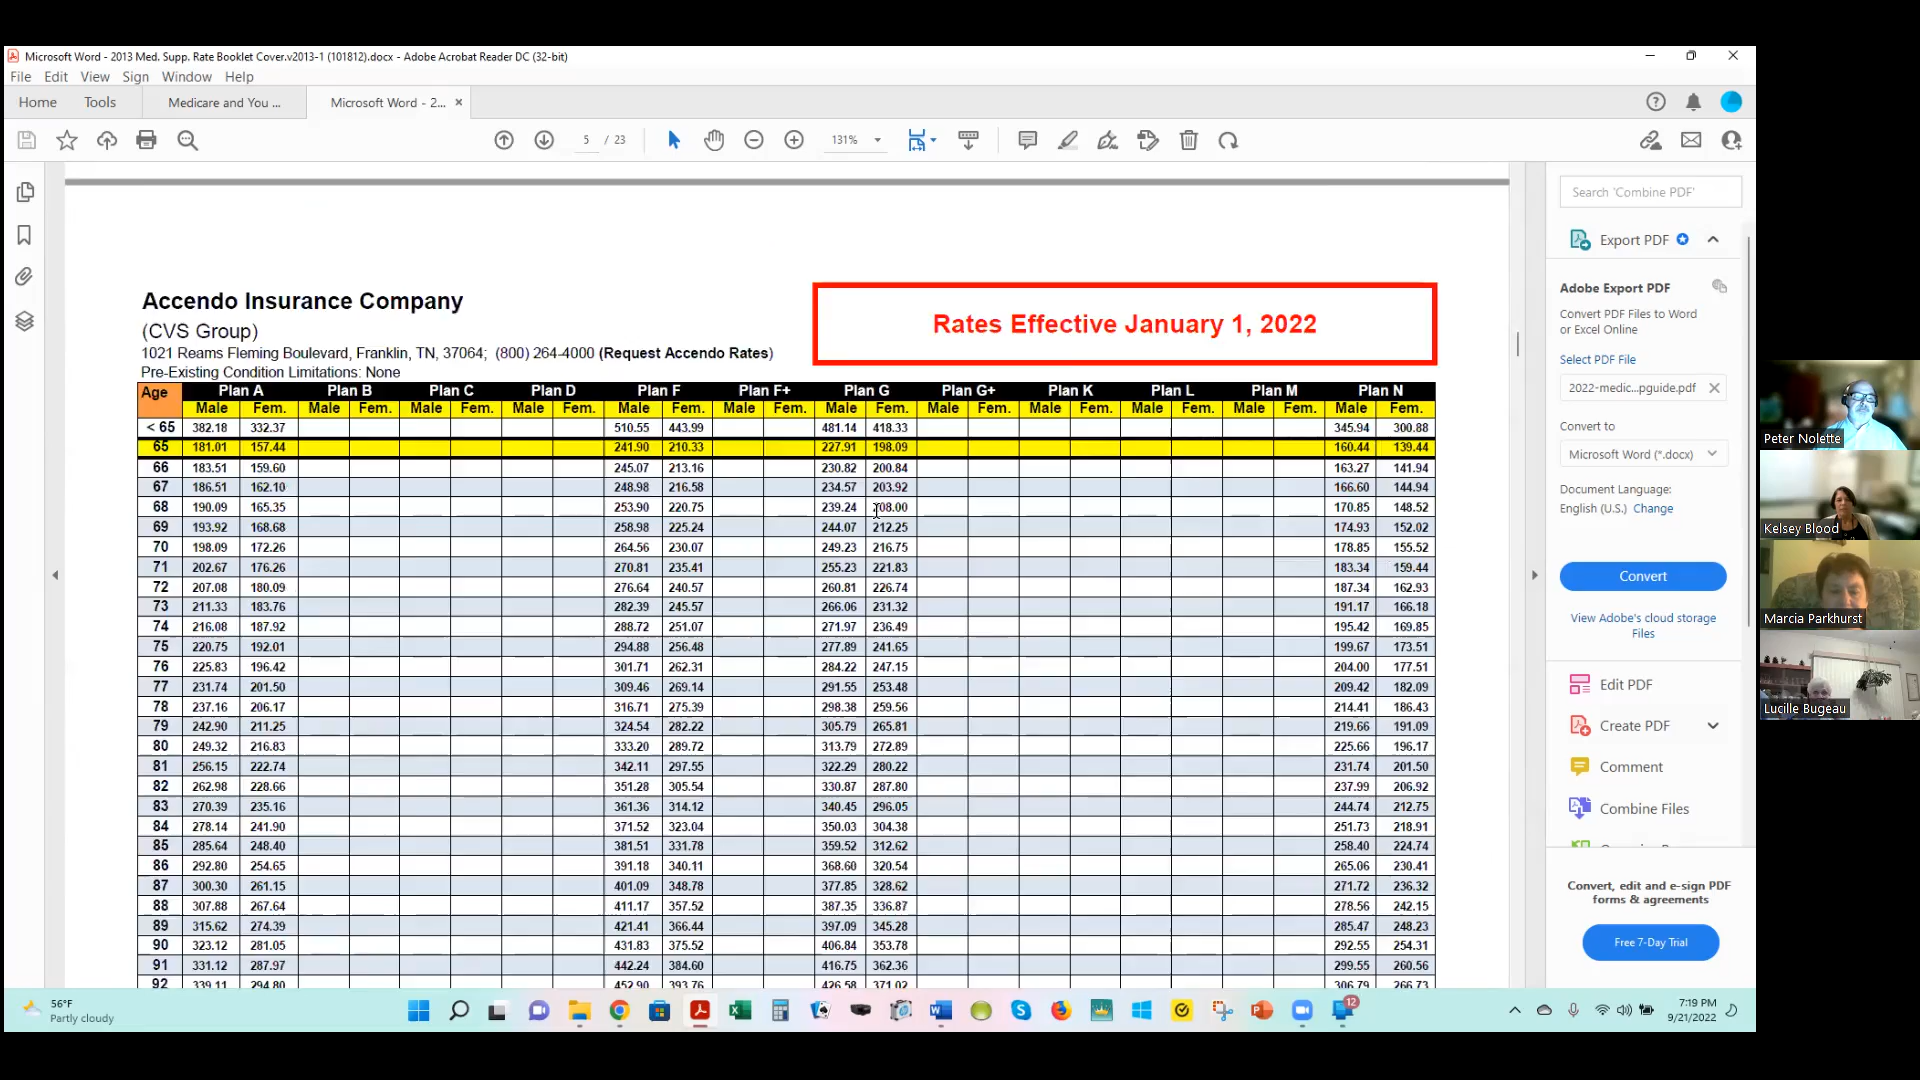 Microsoft Word - 2013 Med. Supp. Rate Booklet Cover.v2013-1 (101812).docx - Adobe Acrobat Reader DC (32-bit)
File Edit View Sign Window Help
Home Tools Medicare and You ... Microsoft Word - 2... ×
5 / 23 131%
Search 'Combine PDF'
Export PDF
Adobe Export PDF
Convert PDF Files to Word
or Excel Online
Select PDF File
2022-medic...pguide.pdf
Convert to
Microsoft Word (*.docx)
Document Language:
English (U.S.) Change
Convert
View Adobe's cloud storage
Files
Edit PDF
Create PDF
Comment
Combine Files
Convert, edit and e-sign PDF
forms & agreements
Free 7-Day Trial
Accendo Insurance Company
(CVS Group)
1021 Reams Fleming Boulevard, Franklin, TN, 37064; (800) 264-4000 (Request Accendo Rates)
Pre-Existing Condition Limitations: None
Rates Effective January 1, 2022
Age Plan A Plan B Plan C Plan D Plan F Plan F+ Plan G Plan G+ Plan K Plan L Plan M Plan N
Male Fem. Male Fem. Male Fem. Male Fem. Male Fem. Male Fem. Male Fem. Male Fem. Male Fem. Male Fem. Male Fem. Male Fem.
< 65 382.18 332.37 510.55 443.99 481.14 418.33 345.94 300.88
65 181.01 157.44 241.90 210.33 227.91 198.09 160.44 139.44
66 183.51 159.60 245.07 213.16 230.82 200.84 163.27 141.94
67 186.51 162.10 248.98 216.58 234.57 203.92 166.60 144.94
68 190.09 165.35 253.90 220.75 239.24 208.00 170.85 148.52
69 193.92 168.68 258.98 225.24 244.07 212.25 174.93 152.02
70 198.09 172.26 264.56 230.07 249.23 216.75 178.85 155.52
71 202.67 176.26 270.81 235.41 255.23 221.83 183.34 159.44
72 207.08 180.09 276.64 240.57 260.81 226.74 187.34 162.93
73 211.33 183.76 282.39 245.57 266.06 231.32 191.17 166.18
74 216.08 187.92 288.72 251.07 271.97 236.49 195.42 169.85
75 220.75 192.01 294.88 256.48 277.89 241.65 199.67 173.51
76 225.83 196.42 301.71 262.31 284.22 247.15 204.00 177.51
77 231.74 201.50 309.46 269.14 291.55 253.48 209.42 182.09
78 237.16 206.17 316.71 275.39 298.38 259.56 214.41 186.43
79 242.90 211.25 324.54 282.22 305.79 265.81 219.66 191.09
80 249.32 216.83 333.20 289.72 313.79 272.89 225.66 196.17
81 256.15 222.74 342.11 297.55 322.29 280.22 231.74 201.50
82 262.98 228.66 351.28 305.54 330.87 287.80 237.99 206.92
83 270.39 235.16 361.36 314.12 340.45 296.05 244.74 212.75
84 278.14 241.90 371.52 323.04 350.03 304.38 251.73 218.91
85 285.64 248.40 381.51 331.78 359.52 312.62 258.40 224.74
86 292.80 254.65 391.18 340.11 368.60 320.54 265.06 230.41
87 300.30 261.15 401.09 348.78 377.85 328.62 271.72 236.32
88 307.88 267.64 411.17 357.52 387.35 336.87 278.56 242.15
89 315.62 274.39 421.41 366.44 397.09 345.28 285.47 248.23
90 323.12 281.05 431.83 375.52 406.84 353.78 292.55 254.31
91 331.12 287.97 442.24 384.60 416.75 362.36 299.55 260.56
92 339.11 294.80 452.90 393.76 426.58 371.02 306.79 266.73
Peter Nolette
Kelsey Blood
Marcia Parkhurst
Lucille Bugeau
56°F
Partly cloudy
12
7:19 PM
9/21/2022